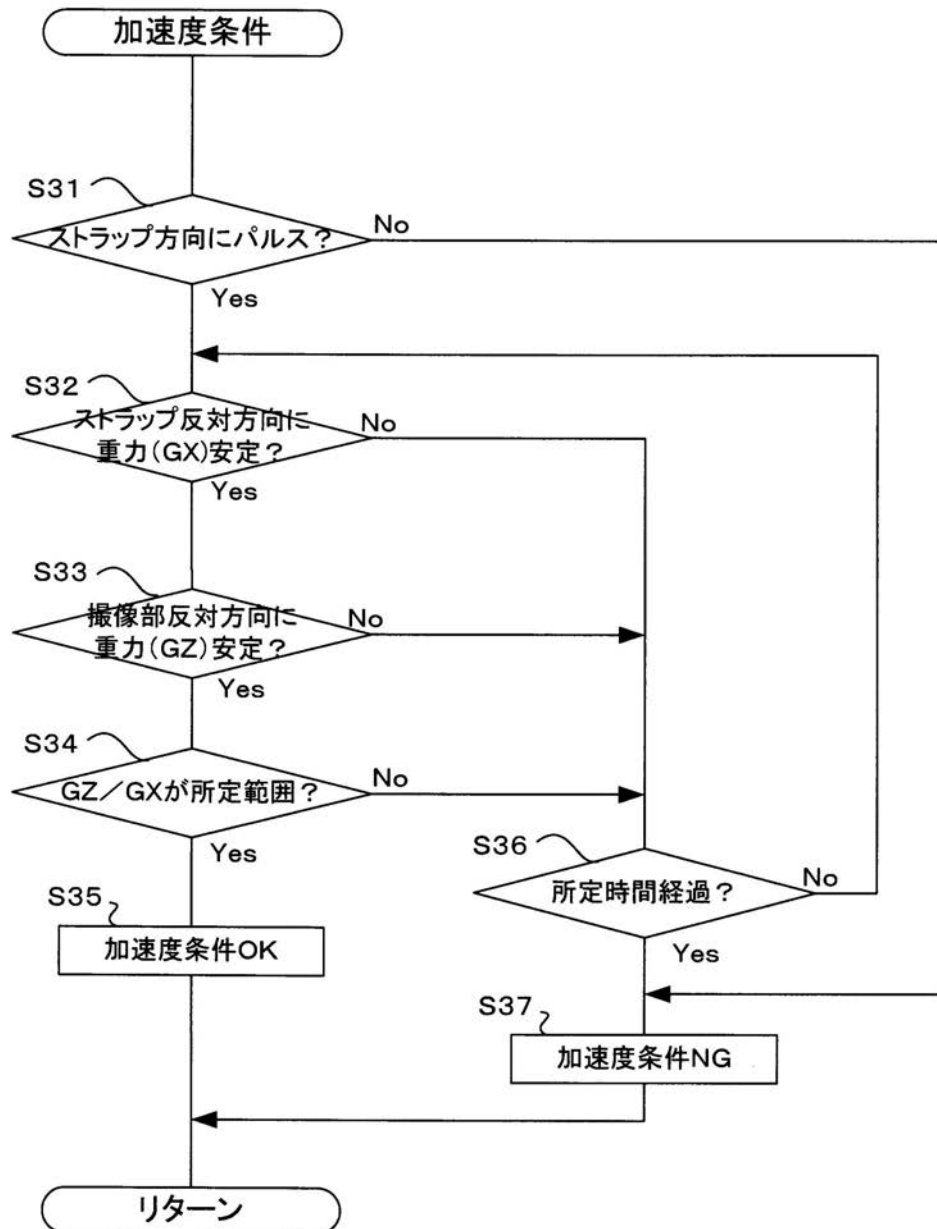 加速度条件
S31
ストラップ方向にパルス？
No
Yes
S32
ストラップ反対方向に
重力（GX）安定？
No
Yes
S33
撮像部反対方向に
重力（GZ）安定？
No
Yes
S34
GZ／GXが所定範囲？
No
Yes
S35
加速度条件OK
S36
所定時間経過？
No
Yes
S37
加速度条件NG
リターン